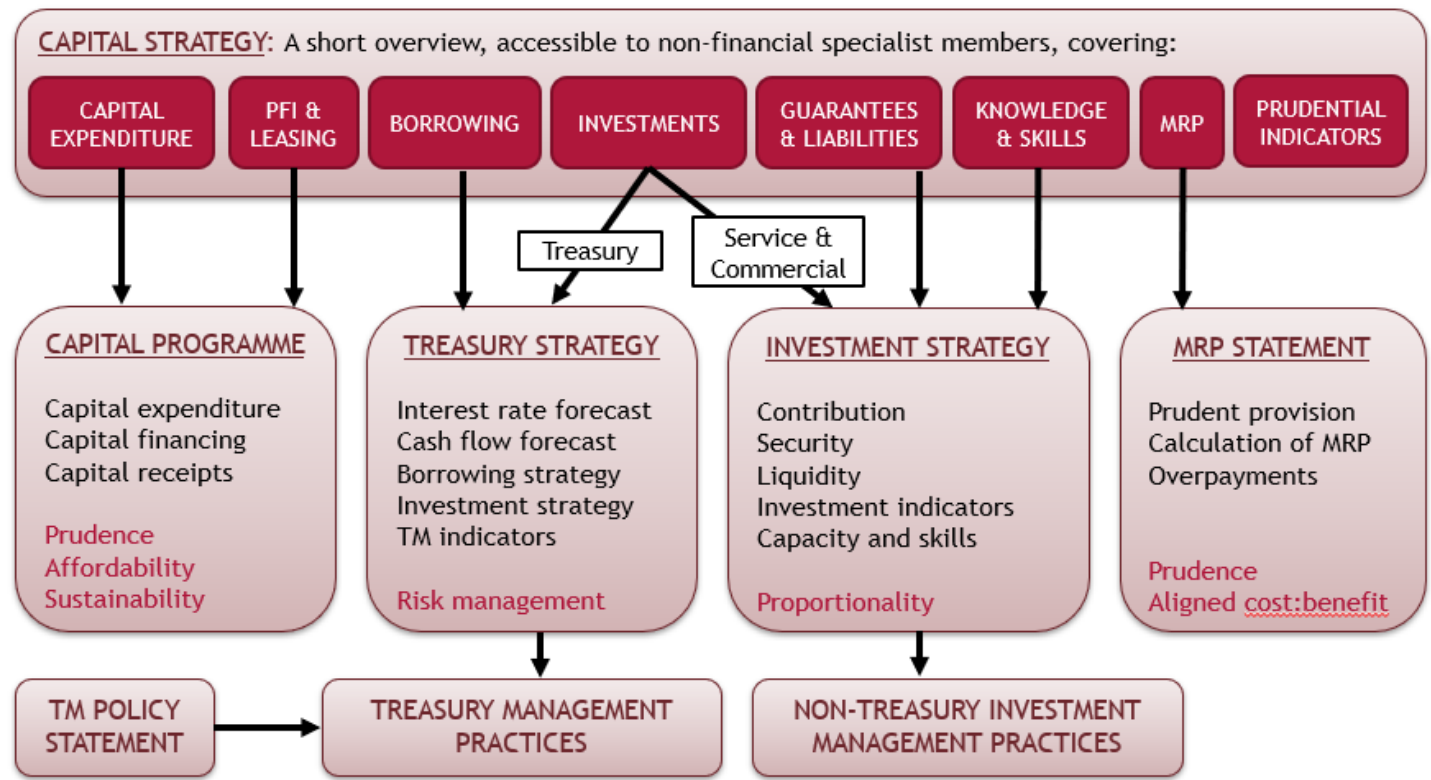 CAPITAL STRATEGY: A short overview, accessible to non-financial specialist members, covering:
CAPITAL
EXPENDITURE
PFI &
LEASING
BORROWING
INVESTMENTS
GUARANTEES
& LIABILITIES
KNOWLEDGE
& SKILLS
MRP
PRUDENTIAL
INDICATORS
Treasury
Service &
Commercial
CAPITAL PROGRAMME
Capital expenditure
Capital financing
Capital receipts
Prudence
Affordability
Sustainability
TREASURY STRATEGY
Interest rate forecast
Cash flow forecast
Borrowing strategy
Investment strategy
TM indicators
Risk management
INVESTMENT STRATEGY
Contribution
Security
Liquidity
Investment indicators
Capacity and skills
Proportionality
MRP STATEMENT
Prudent provision
Calculation of MRP
Overpayments
Prudence
Aligned cost:benefit
TM POLICY
STATEMENT
TREASURY MANAGEMENT
PRACTICES
NON-TREASURY INVESTMENT
MANAGEMENT PRACTICES